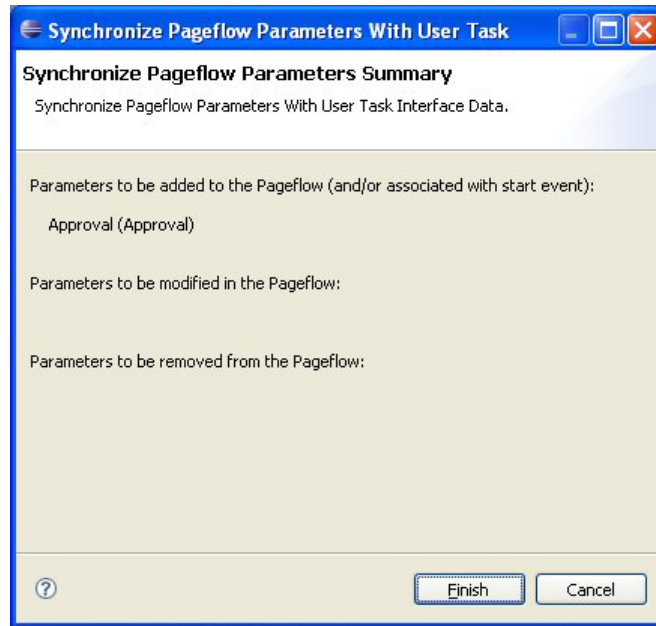 Synchronize Pageflow Parameters With User Task
Synchronize Pageflow Parameters Summary
Synchronize Pageflow Parameters With User Task Interface Data.
Parameters to be added to the Pageflow (and/or associated with start event):
Approval (Approval)
Parameters to be modified in the Pageflow:
Parameters to be removed from the Pageflow:
? Finish Cancel